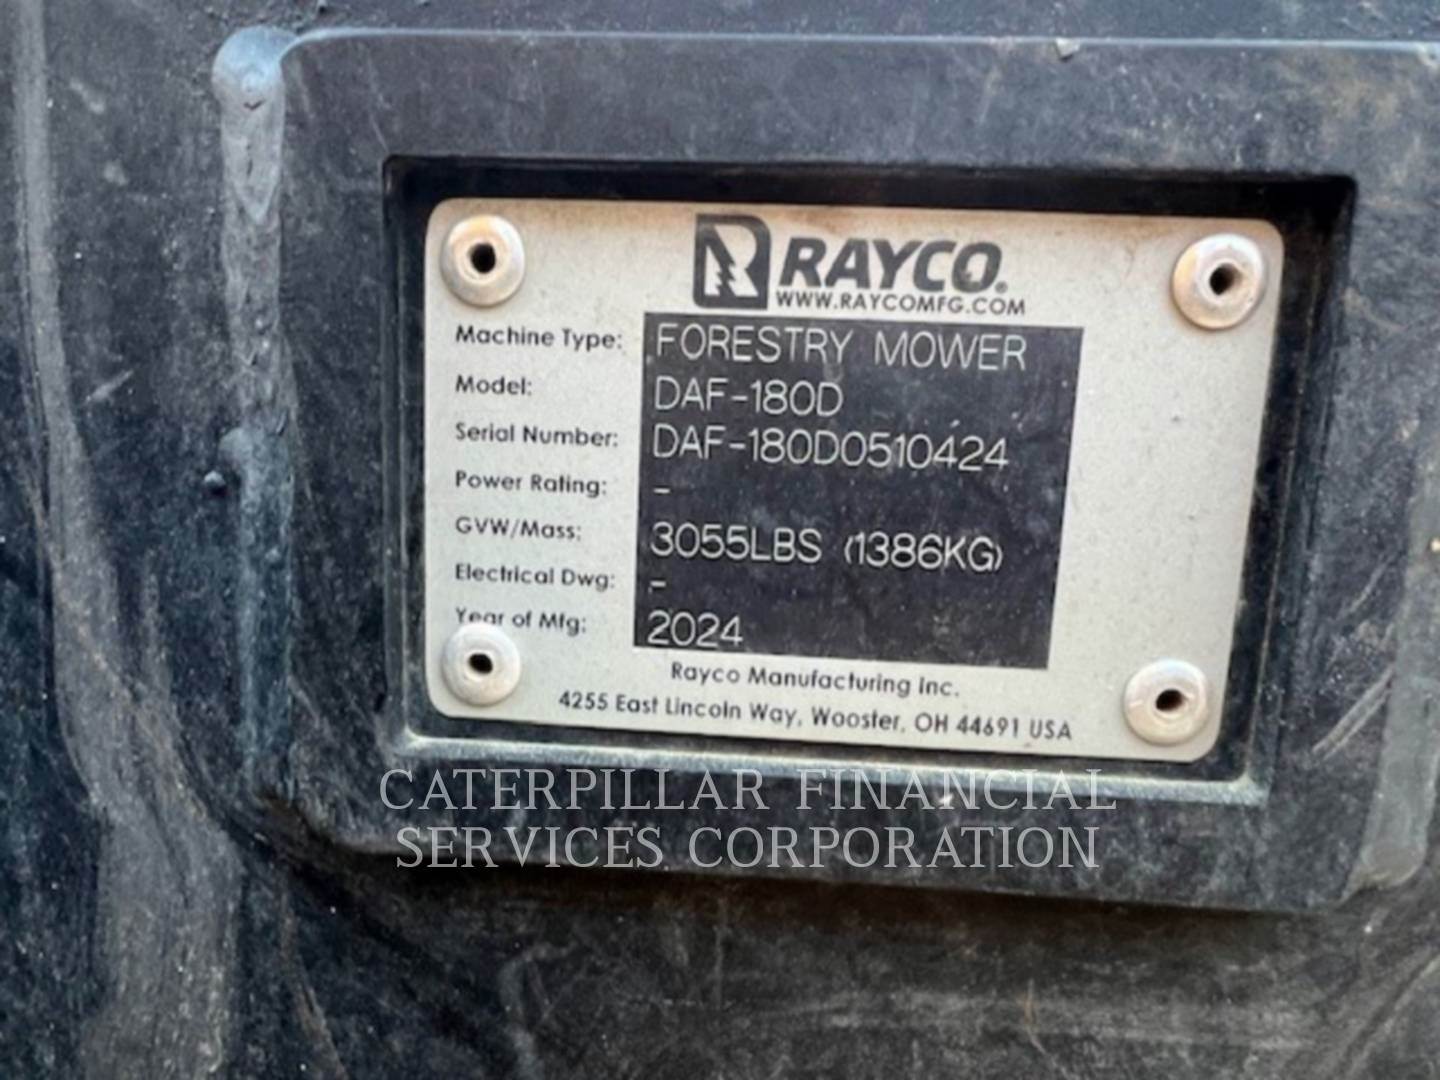 RAYCO®
WWW.RAYCOMFG.COM
Machine Type: FORESTRY MOWER
Model: DAF-180D
Serial Number: DAF-180D0510424
Power Rating: -
GVW/Mass: 3055LBS (1386KG)
Electrical Dwg: -
Year of Mfg: 2024
Rayco Manufacturing Inc.
4255 East Lincoln Way, Wooster, OH 44691 USA
CATERPILLAR FINANCIAL
SERVICES CORPORATION